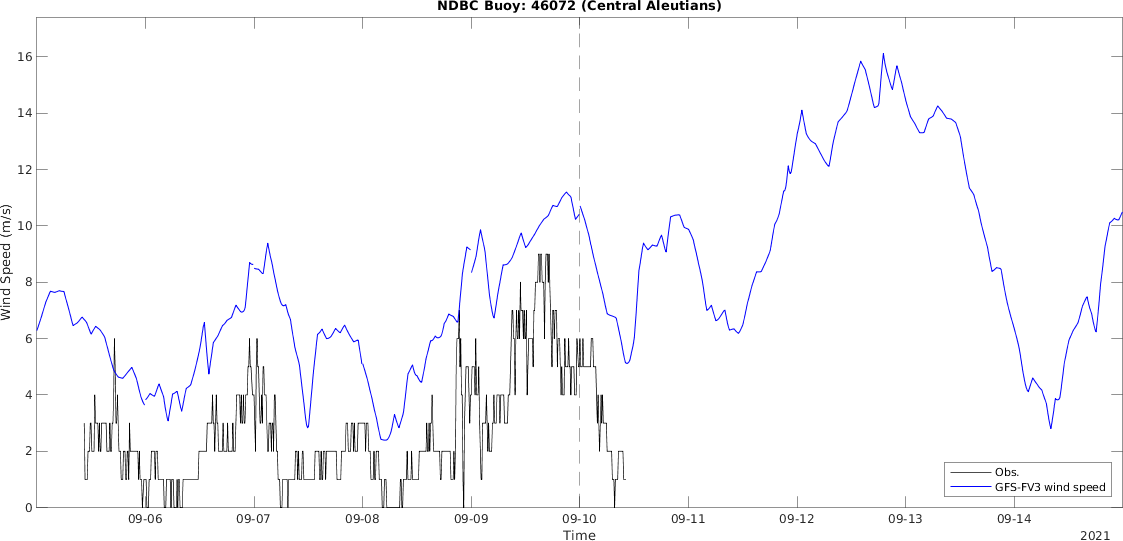 NDBC Buoy: 46072 (Central Aleutians)
Wind Speed (m/s)
16
14
12
10
8
6
4
2
0
Obs.
GFS-FV3 wind speed
09-06 09-07 09-08 09-09 09-10 09-11 09-12 09-13 09-14
Time
2021